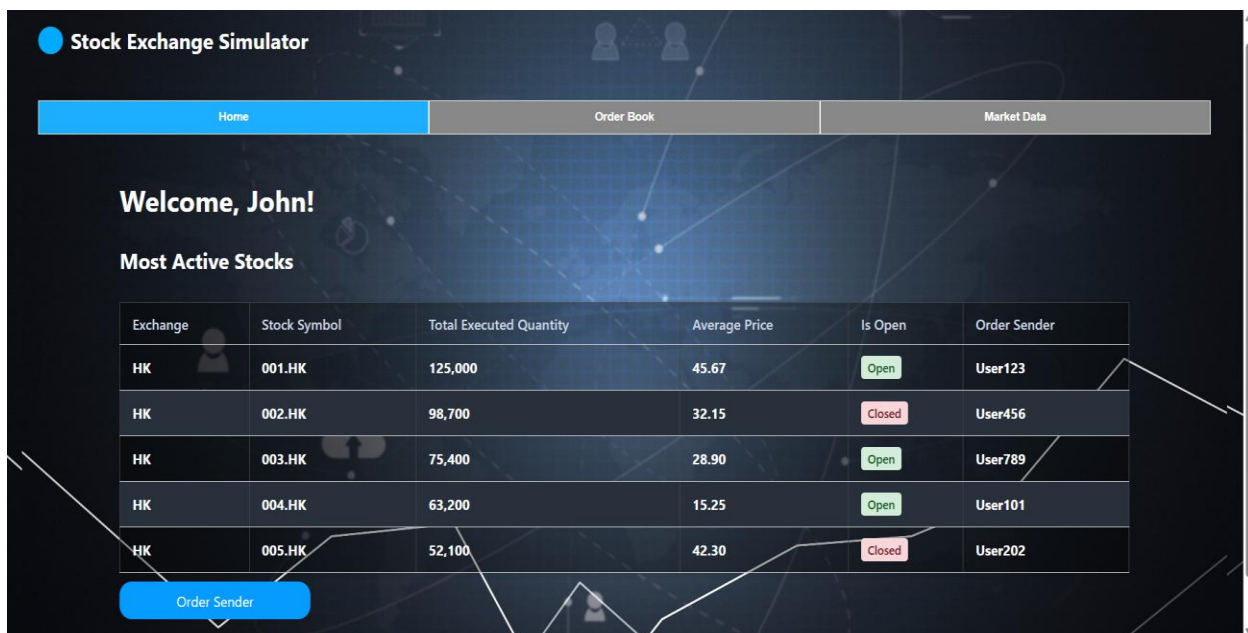 Stock Exchange Simulator
Home Order Book Market Data
Welcome, John!
Most Active Stocks
Exchange Stock Symbol Total Executed Quantity Average Price Is Open Order Sender
HK 001.HK 125,000 45.67 Open User123
HK 002.HK 98,700 32.15 Closed User456
HK 003.HK 75,400 28.90 Open User789
HK 004.HK 63,200 15.25 Open User101
HK 005.HK 52,100 42.30 Closed User202
Order Sender